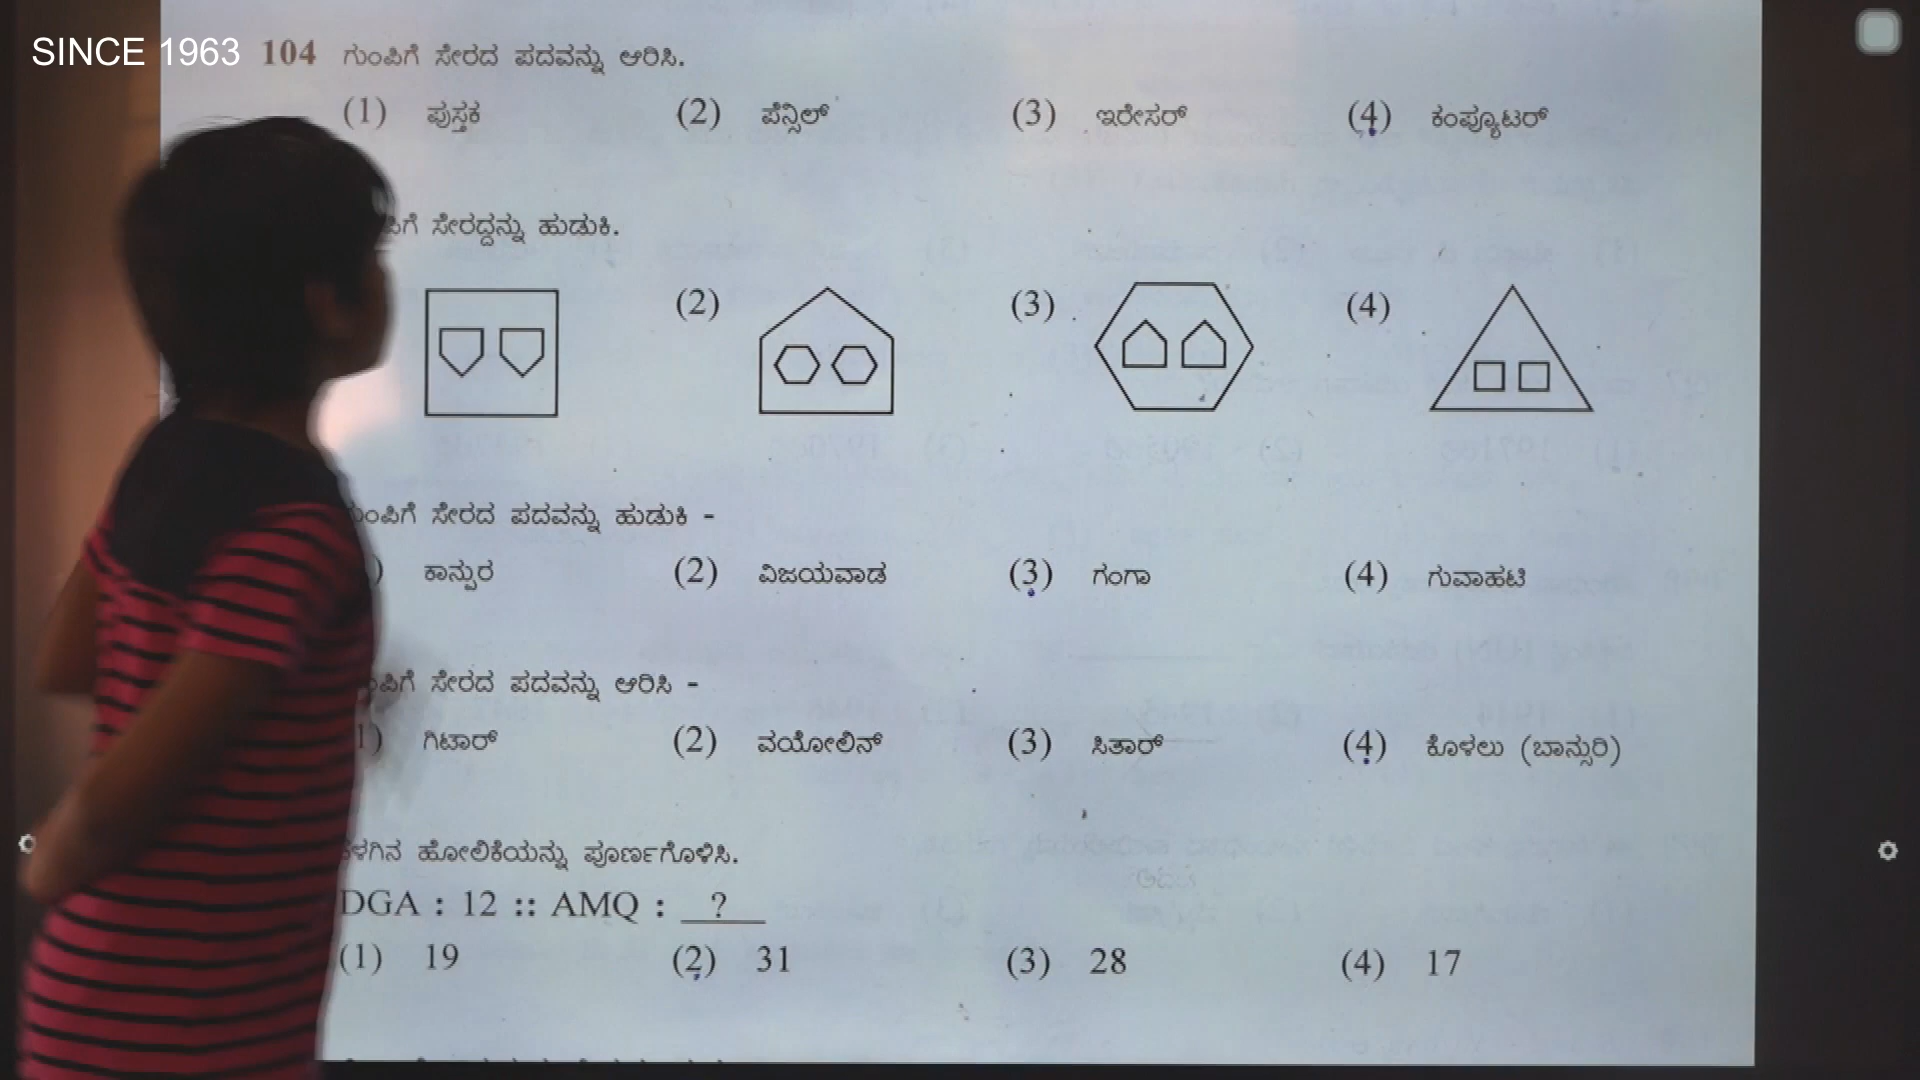 SINCE 1963
104 ಗುಂಪಿಗೆ ಸೇರದ ಪದವನ್ನು ಆರಿಸಿ.
(1) ಪುಸ್ತಕ (2) ಪೆನ್ಸಿಲ್ (3) ಇರೇಸರ್ (4) ಕಂಪ್ಯೂಟರ್
ಸೇರದ್ದನ್ನು ಹುಡುಕಿ.
(2) (3) (4)
ಸೇರದ ಪದವನ್ನು ಹುಡುಕಿ -
ಕಾನ್ಪುರ (2) ವಿಜಯವಾಡ (3) ಗಂಗಾ (4) ಗುವಾಹಟಿ
ಸೇರದ ಪದವನ್ನು ಆರಿಸಿ -
1) ಗಿಟಾರ್ (2) ವಯೋಲಿನ್ (3) ಸಿತಾರ್ (4) ಕೊಳಲು (ಬಾನ್ಸುರಿ)
ಹೋಲಿಕೆಯನ್ನು ಪೂರ್ಣಗೊಳಿಸಿ.
DGA : 12 :: AMQ : ?
(1) 19 (2) 31 (3) 28 (4) 17